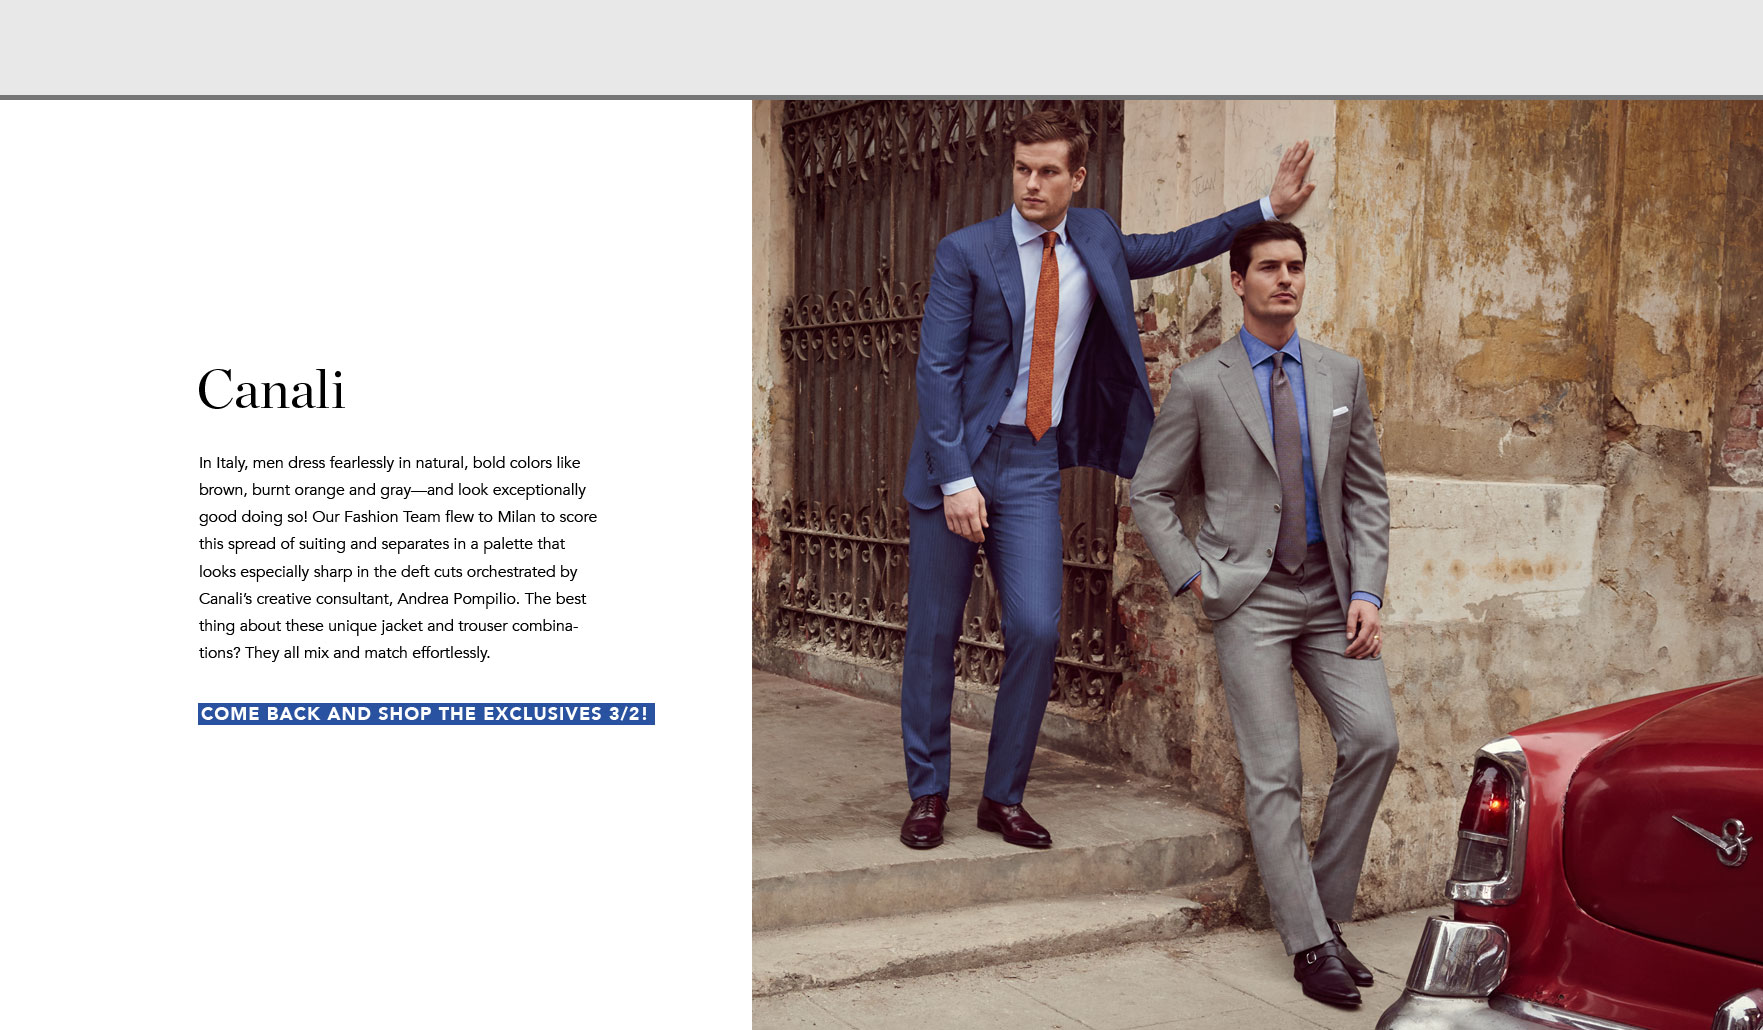 Canali
In Italy, men dress fearlessly in natural, bold colors like
brown, burnt orange and gray—and look exceptionally
good doing so! Our Fashion Team flew to Milan to score
this spread of suiting and separates in a palette that
looks especially sharp in the deft cuts orchestrated by
Canali’s creative consultant, Andrea Pompilio. The best
thing about these unique jacket and trouser combina-
tions? They all mix and match effortlessly.
COME BACK AND SHOP THE EXCLUSIVES 3/2!
8